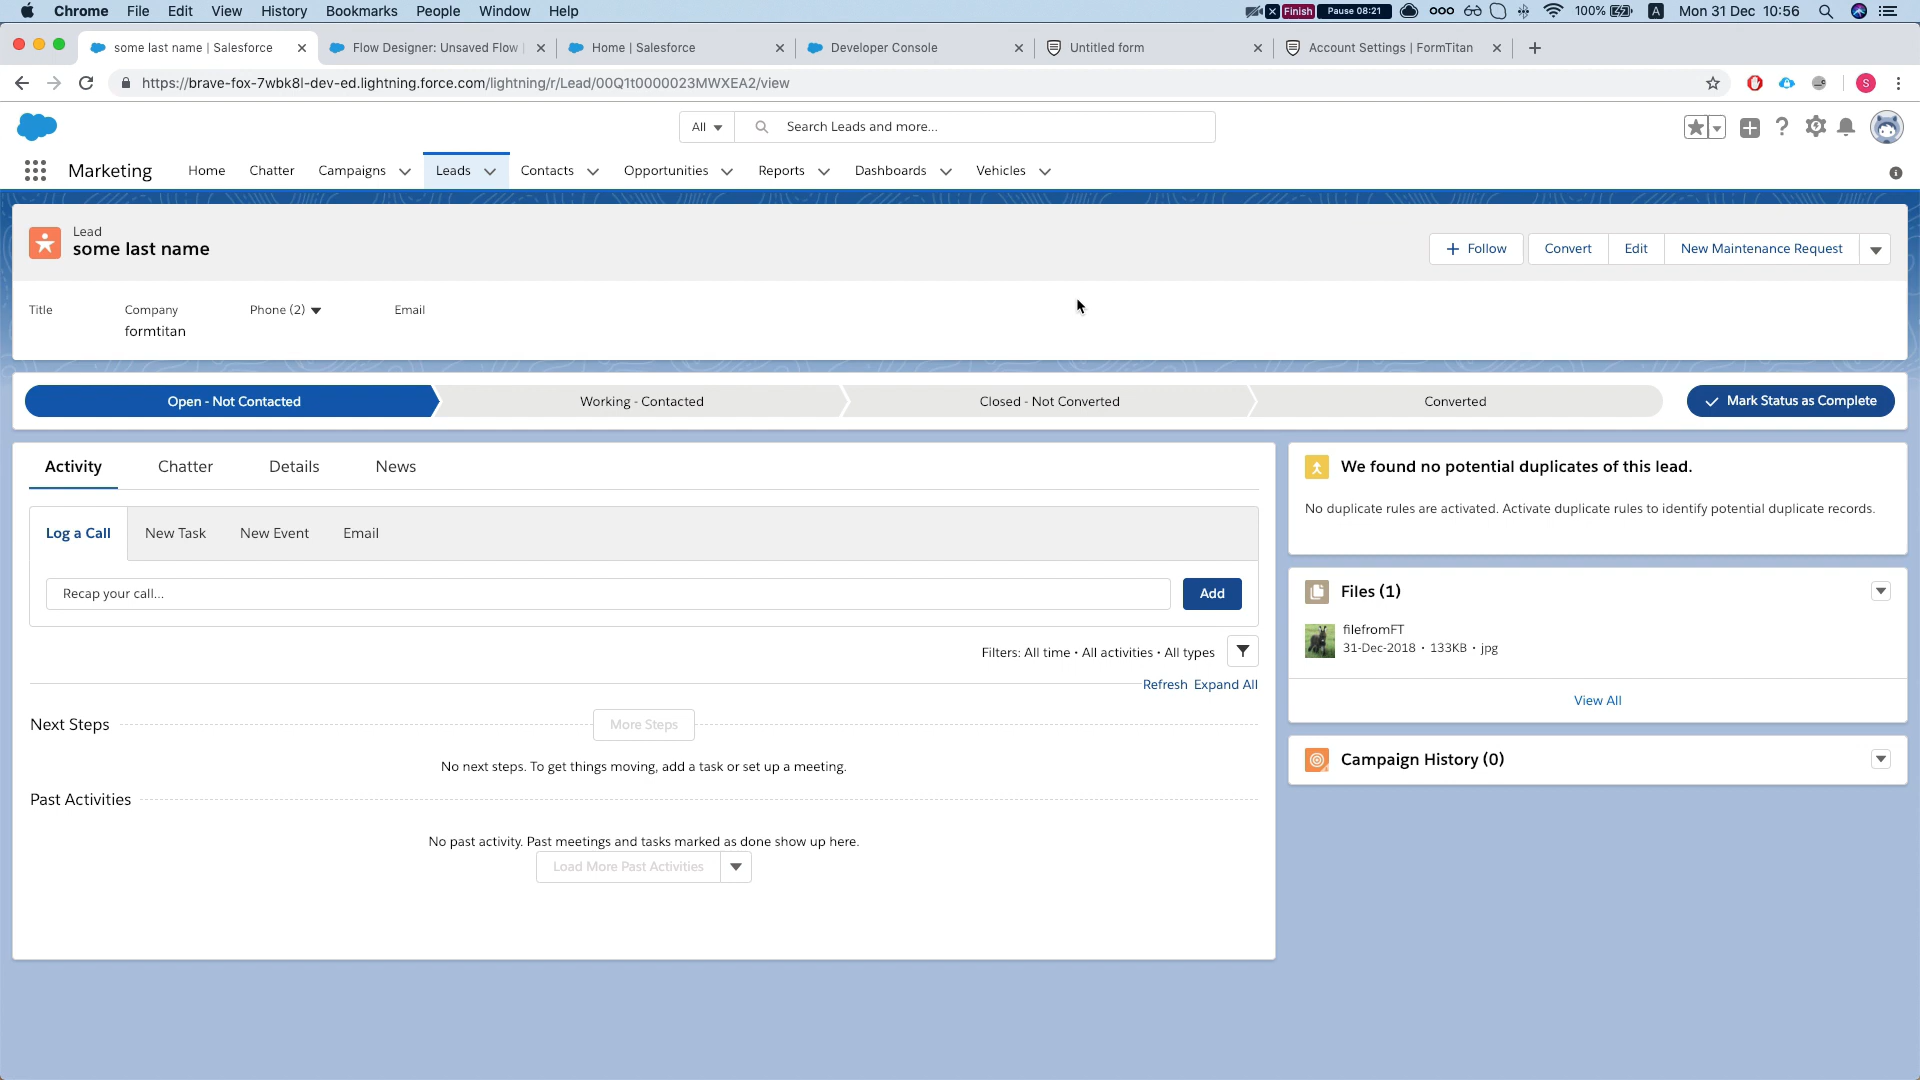 Chrome File Edit View History Bookmarks People Window Help Finish Pause 08:21 100% A Mon 31 Dec 10:56
some last name | Salesforce Flow Designer: Unsaved Flow Home | Salesforce Developer Console Untitled form Account Settings | FormTitan
https://brave-fox-7wbk8l-dev-ed.lightning.force.com/lightning/r/Lead/00Q1t0000023MWXEA2/view S
All Search Leads and more...
Marketing Home Chatter Campaigns Leads Contacts Opportunities Reports Dashboards Vehicles
Lead
some last name
Follow Convert Edit New Maintenance Request
Title Company Phone (2) Email
formtitan
Open - Not Contacted Working - Contacted Closed - Not Converted Converted Mark Status as Complete
Activity Chatter Details News
Log a Call New Task New Event Email
Recap your call... Add
Filters: All time • All activities • All types
Refresh Expand All
Next Steps More Steps
No next steps. To get things moving, add a task or set up a meeting.
Past Activities
No past activity. Past meetings and tasks marked as done show up here.
Load More Past Activities
We found no potential duplicates of this lead.
No duplicate rules are activated. Activate duplicate rules to identify potential duplicate records.
Files (1)
filefromFT
31-Dec-2018 • 133KB • jpg
View All
Campaign History (0)